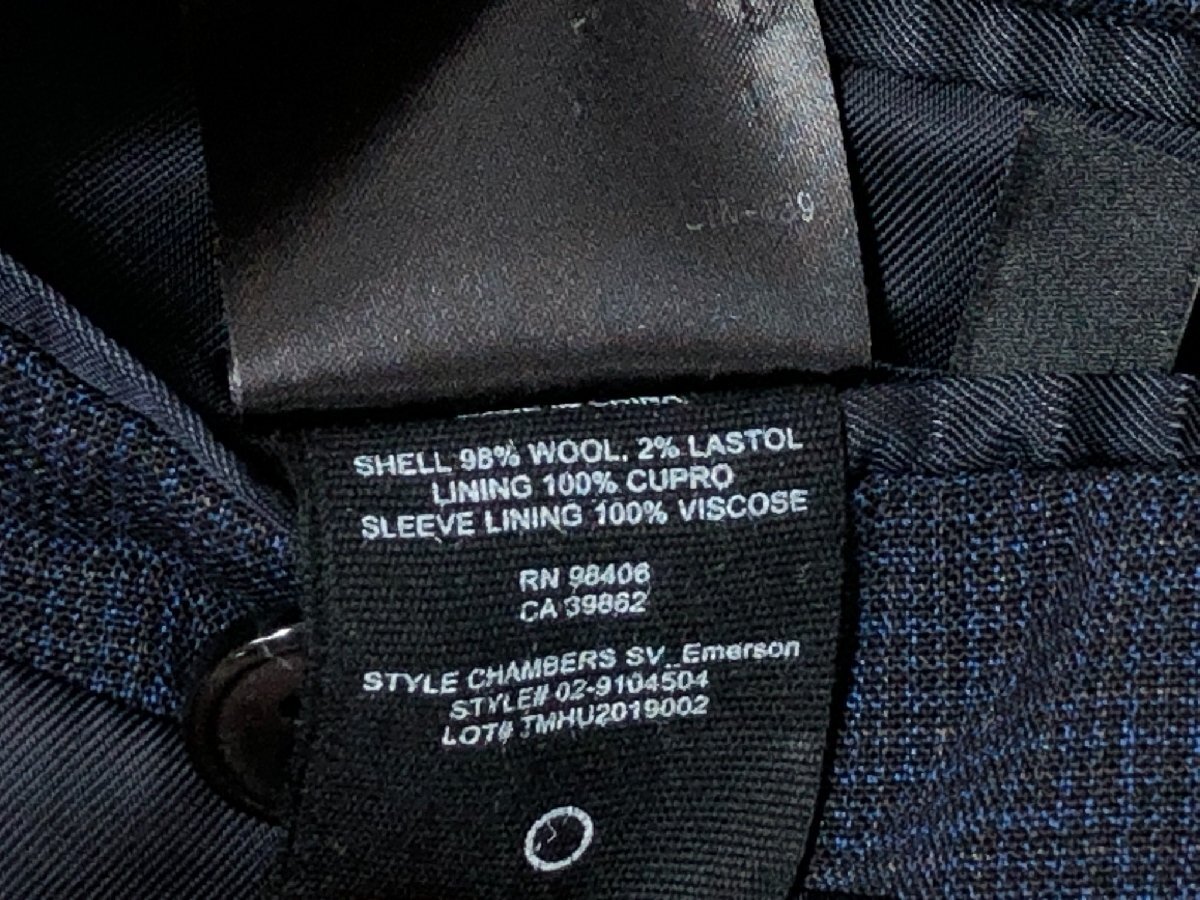 SHELL 98% WOOL, 2% LASTOL
LINING 100% CUPRO
SLEEVE LINING 100% VISCOSE
RN 98406
CA 39862
STYLE CHAMBERS SV_Emerson
STYLE# 02-9104504
LOT# TMHU2019002